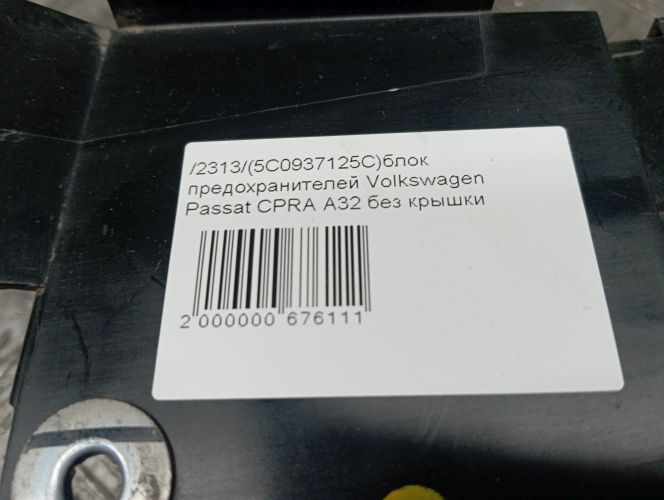 /2313/(5C0937125C)блок
предохранителей Volkswagen
Passat CPRA A32 без крышки
2 000000 676111